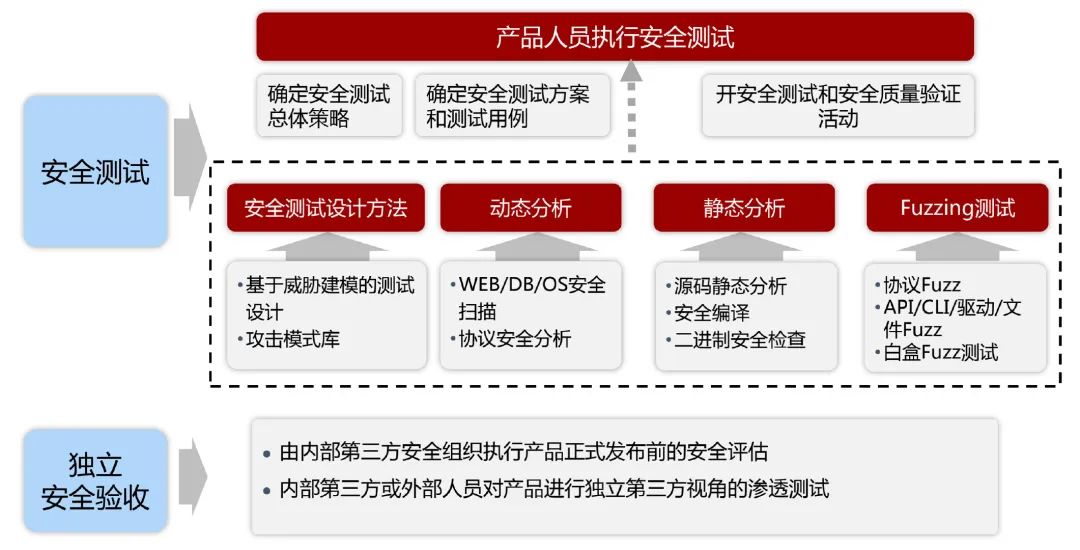 产品人员执行安全测试
确定安全测试
总体策略
确定安全测试方案
和测试用例
开安全测试和安全质量验证
活动
安全测试
安全测试设计方法
动态分析
静态分析
Fuzzing测试
•基于威胁建模的测试
设计
•攻击模式库
•WEB/DB/OS安全
扫描
•协议安全分析
•源码静态分析
•安全编译
•二进制安全检查
•协议Fuzz
•API/CLI/驱动/文
件Fuzz
•白盒Fuzz测试
独立
安全验收
• 由内部第三方安全组织执行产品正式发布前的安全评估
• 内部第三方或外部人员对产品进行独立第三方视角的渗透测试